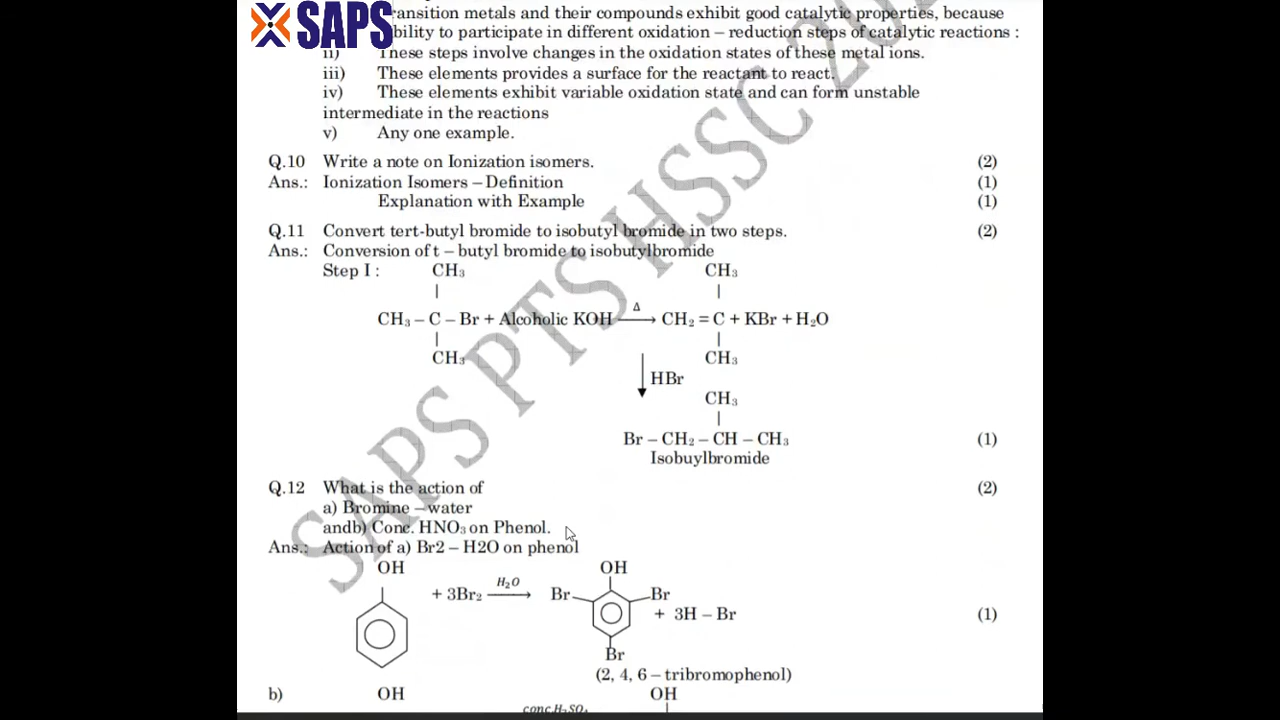 SAPS
ransition metals and their compounds exhibit good catalytic properties, because
bility to participate in different oxidation – reduction steps of catalytic reactions :
ii) These steps involve changes in the oxidation states of these metal ions.
iii) These elements provides a surface for the reactant to react.
iv) These elements exhibit variable oxidation state and can form unstable
intermediate in the reactions
v) Any one example.
Q.10 Write a note on Ionization isomers. (2)
Ans.: Ionization Isomers – Definition (1)
Explanation with Example (1)
Q.11 Convert tert-butyl bromide to isobutyl bromide in two steps. (2)
Ans.: Conversion of t – butyl bromide to isobutylbromide
Step I : CH₃ CH₃
| |
CH₃ – C – Br + Alcoholic KOH —Δ→ CH₂ = C + KBr + H₂O
| |
CH₃ CH₃
↓ HBr
CH₃
|
Br – CH₂ – CH – CH₃ (1)
Isobuylbromide
Q.12 What is the action of (2)
a) Bromine – water
andb) Conc. HNO₃ on Phenol.
Ans.: Action of a) Br2 – H2O on phenol
OH OH
+ 3Br₂ —H₂O→ Br Br
+ 3H – Br (1)
Br
(2, 4, 6 – tribromophenol)
b) OH OH
conc.H₂SO₄
SAPS PTS HSSC